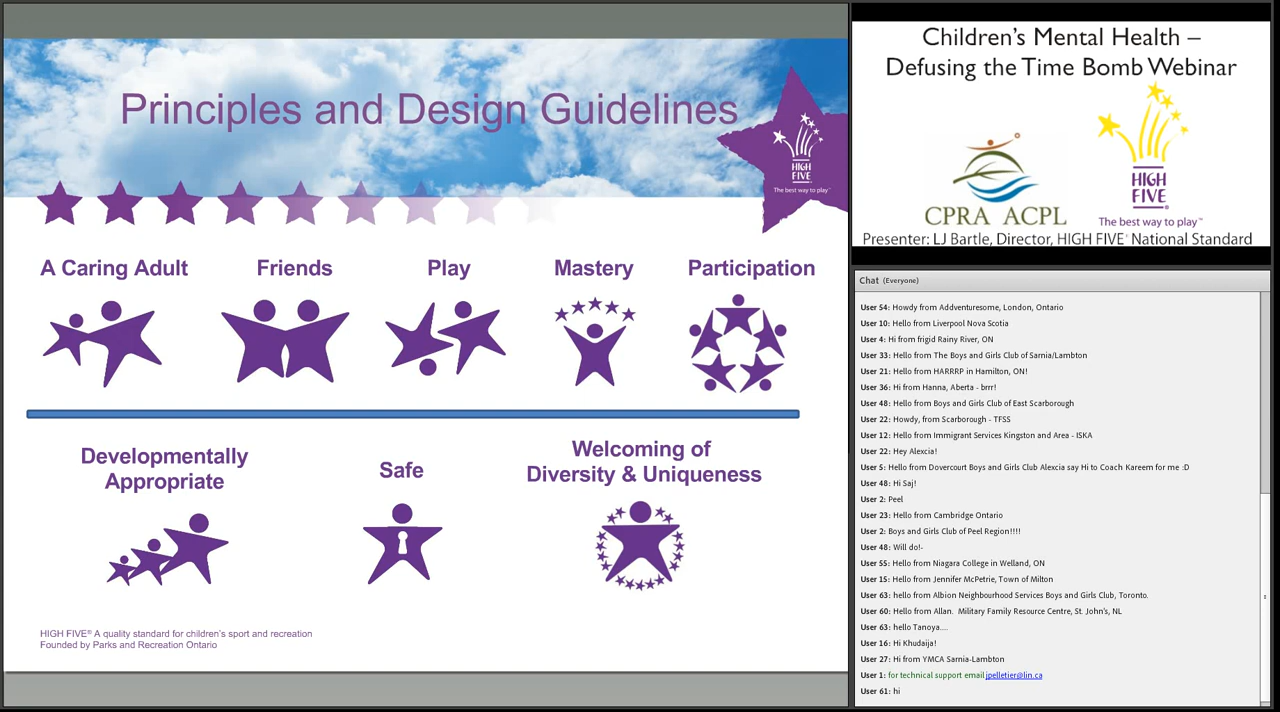 Principles and Design Guidelines
HIGH
FIVE
The best way to play™
A Caring Adult
Friends
Play
Mastery
Participation
Developmentally
Appropriate
Safe
Welcoming of
Diversity & Uniqueness
HIGH FIVE® A quality standard for children's sport and recreation
Founded by Parks and Recreation Ontario
Children's Mental Health –
Defusing the Time Bomb Webinar
CPRA ACPL
HIGH
FIVE®
The best way to play™
Presenter: LJ Bartle, Director, HIGH FIVE® National Standard
Chat (Everyone)
User 54: Howdy from Addventuresome, London, Ontario
User 10: Hello from Liverpool Nova Scotia
User 4: Hi from frigid Rainy River, ON
User 33: Hello from The Boys and Girls Club of Sarnia/Lambton
User 21: Hello from HARRRP in Hamilton, ON!
User 36: Hi from Hanna, Aberta - brrr!
User 48: Hello from Boys and Girls Club of East Scarborough
User 22: Howdy, from Scarborough - TFSS
User 12: Hello from Immigrant Services Kingston and Area - ISKA
User 22: Hey Alexcia!
User 5: Hello from Dovercourt Boys and Girls Club Alexcia say Hi to Coach Kareem for me :D
User 48: Hi Saj!
User 2: Peel
User 23: Hello from Cambridge Ontario
User 2: Boys and Girls Club of Peel Region!!!!
User 48: Will do!-
User 55: Hello from Niagara College in Welland, ON
User 15: Hello from Jennifer McPetrie, Town of Milton
User 63: hello from Albion Neighbourhood Services Boys and Girls Club, Toronto.
User 60: Hello from Allan. Military Family Resource Centre, St. John's, NL
User 63: hello Tanoya....
User 16: Hi Khudaija!
User 27: Hi from YMCA Sarnia-Lambton
User 1: for technical support email jpelletier@lin.ca
User 61: hi